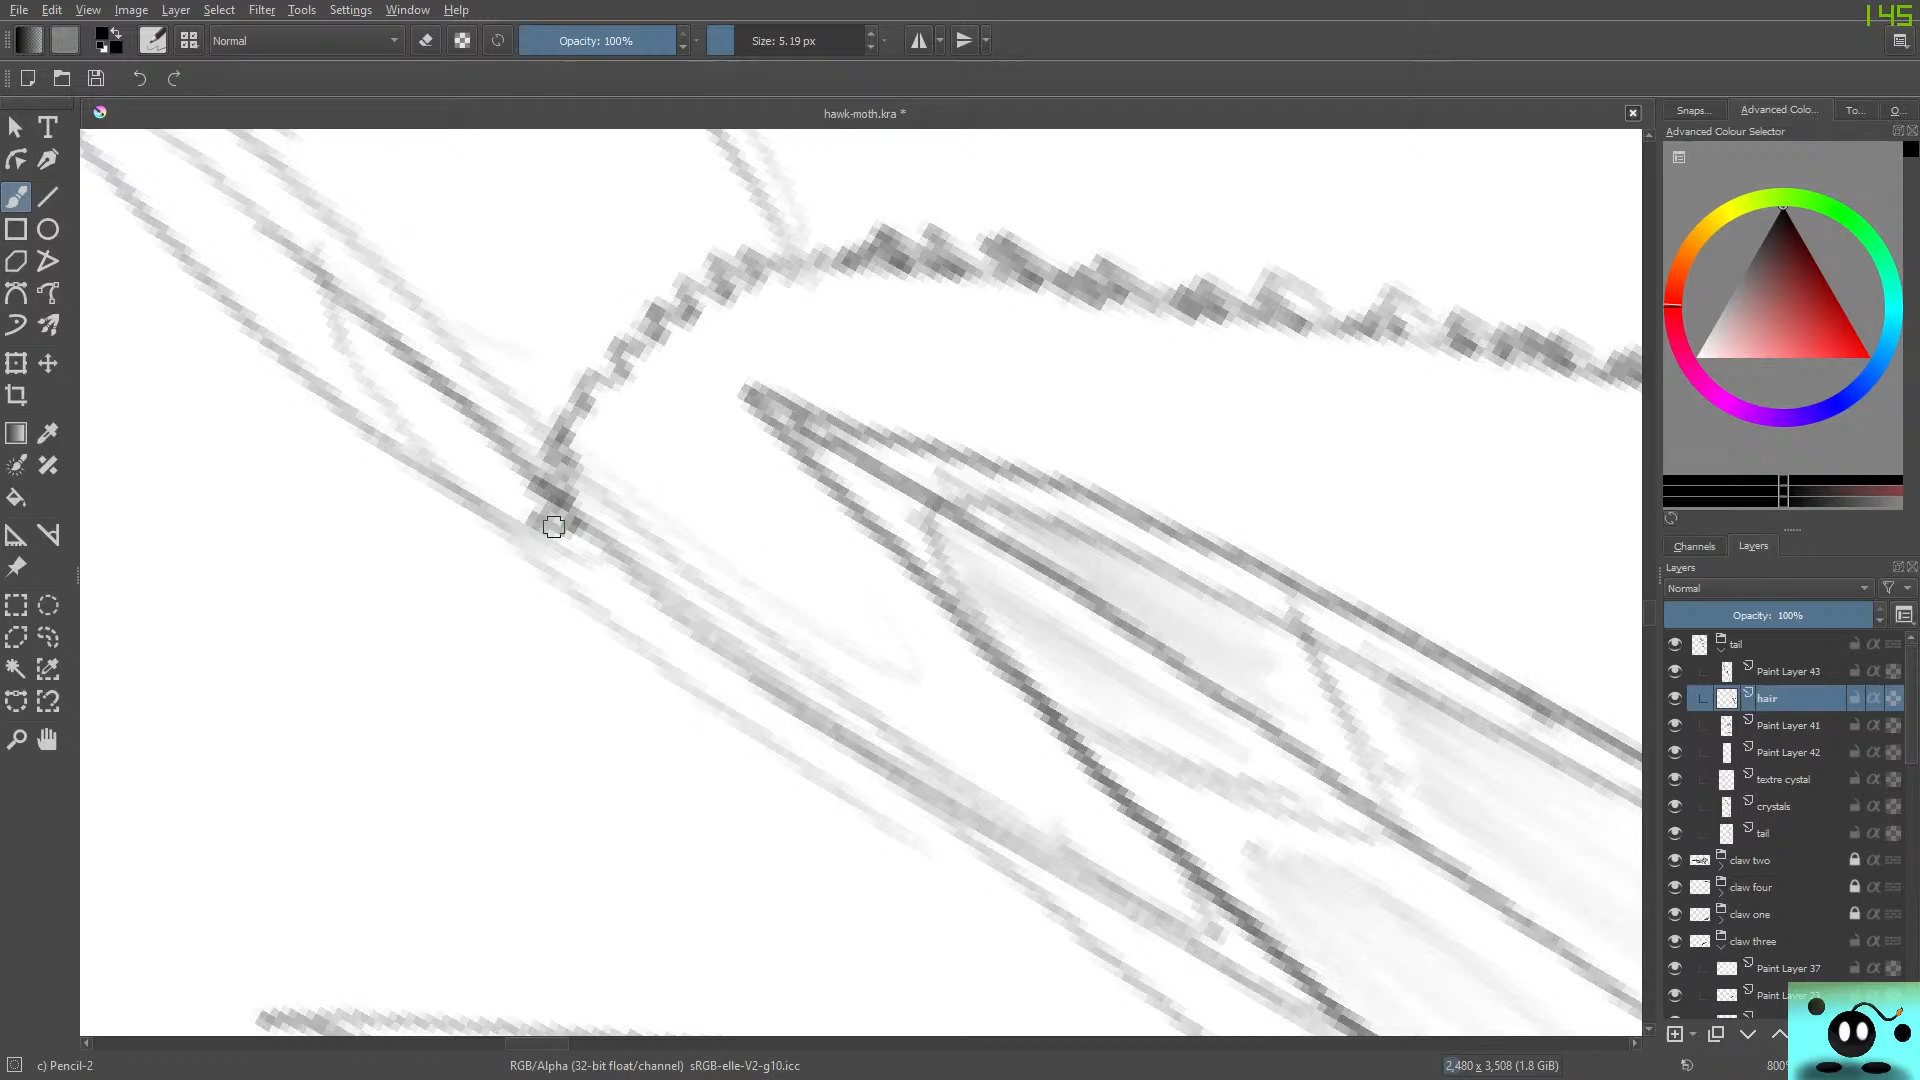 File Edit View Image Layer Select Filter Tools Settings Window Help
145
Normal
Opacity: 100%
Size: 5.19 px
hawk-moth.kra *
Snaps...
Advanced Colo...
To...
O...
Advanced Colour Selector
Channels
Layers
Layers
Normal
Opacity: 100%
tail
Paint Layer 43
hair
Paint Layer 41
Paint Layer 42
textre cystal
crystals
tail
claw two
claw four
claw one
claw three
Paint Layer 37
Paint Layer
c) Pencil-2
RGB/Alpha (32-bit float/channel) sRGB-elle-V2-g10.icc
2,480 x 3,508 (1.8 GiB)
800%